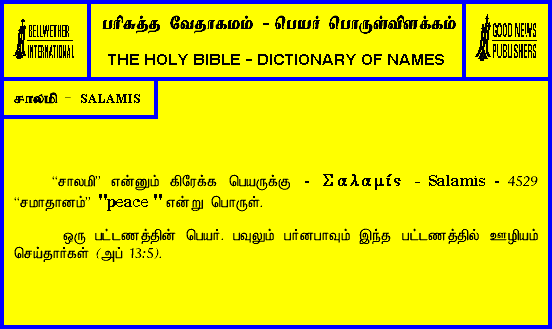 BELLWETHER
INTERNATIONAL
பரிசுத்த வேதாகமம் - பெயர் பொருள்விளக்கம்
THE HOLY BIBLE - DICTIONARY OF NAMES
GOOD NEWS
PUBLISHERS
சாலமி - SALAMIS
“சாலமி” என்னும் கிரேக்க பெயருக்கு - Σαλαμίς - Salamis - 4529
“சமாதானம்” "peace " என்று பொருள்.
ஒரு பட்டணத்தின் பெயர். பவுலும் பர்னபாவும் இந்த பட்டணத்தில் ஊழியம்
செய்தார்கள் (அப் 13:5).